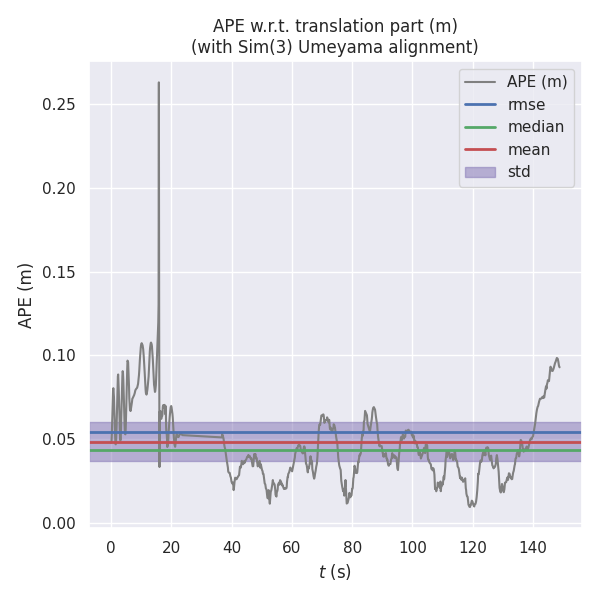 APE w.r.t. translation part (m)
(with Sim(3) Umeyama alignment)
APE (m)
rmse
median
mean
std
APE (m)
0.25
0.20
0.15
0.10
0.05
0.00
0 20 40 60 80 100 120 140
t (s)